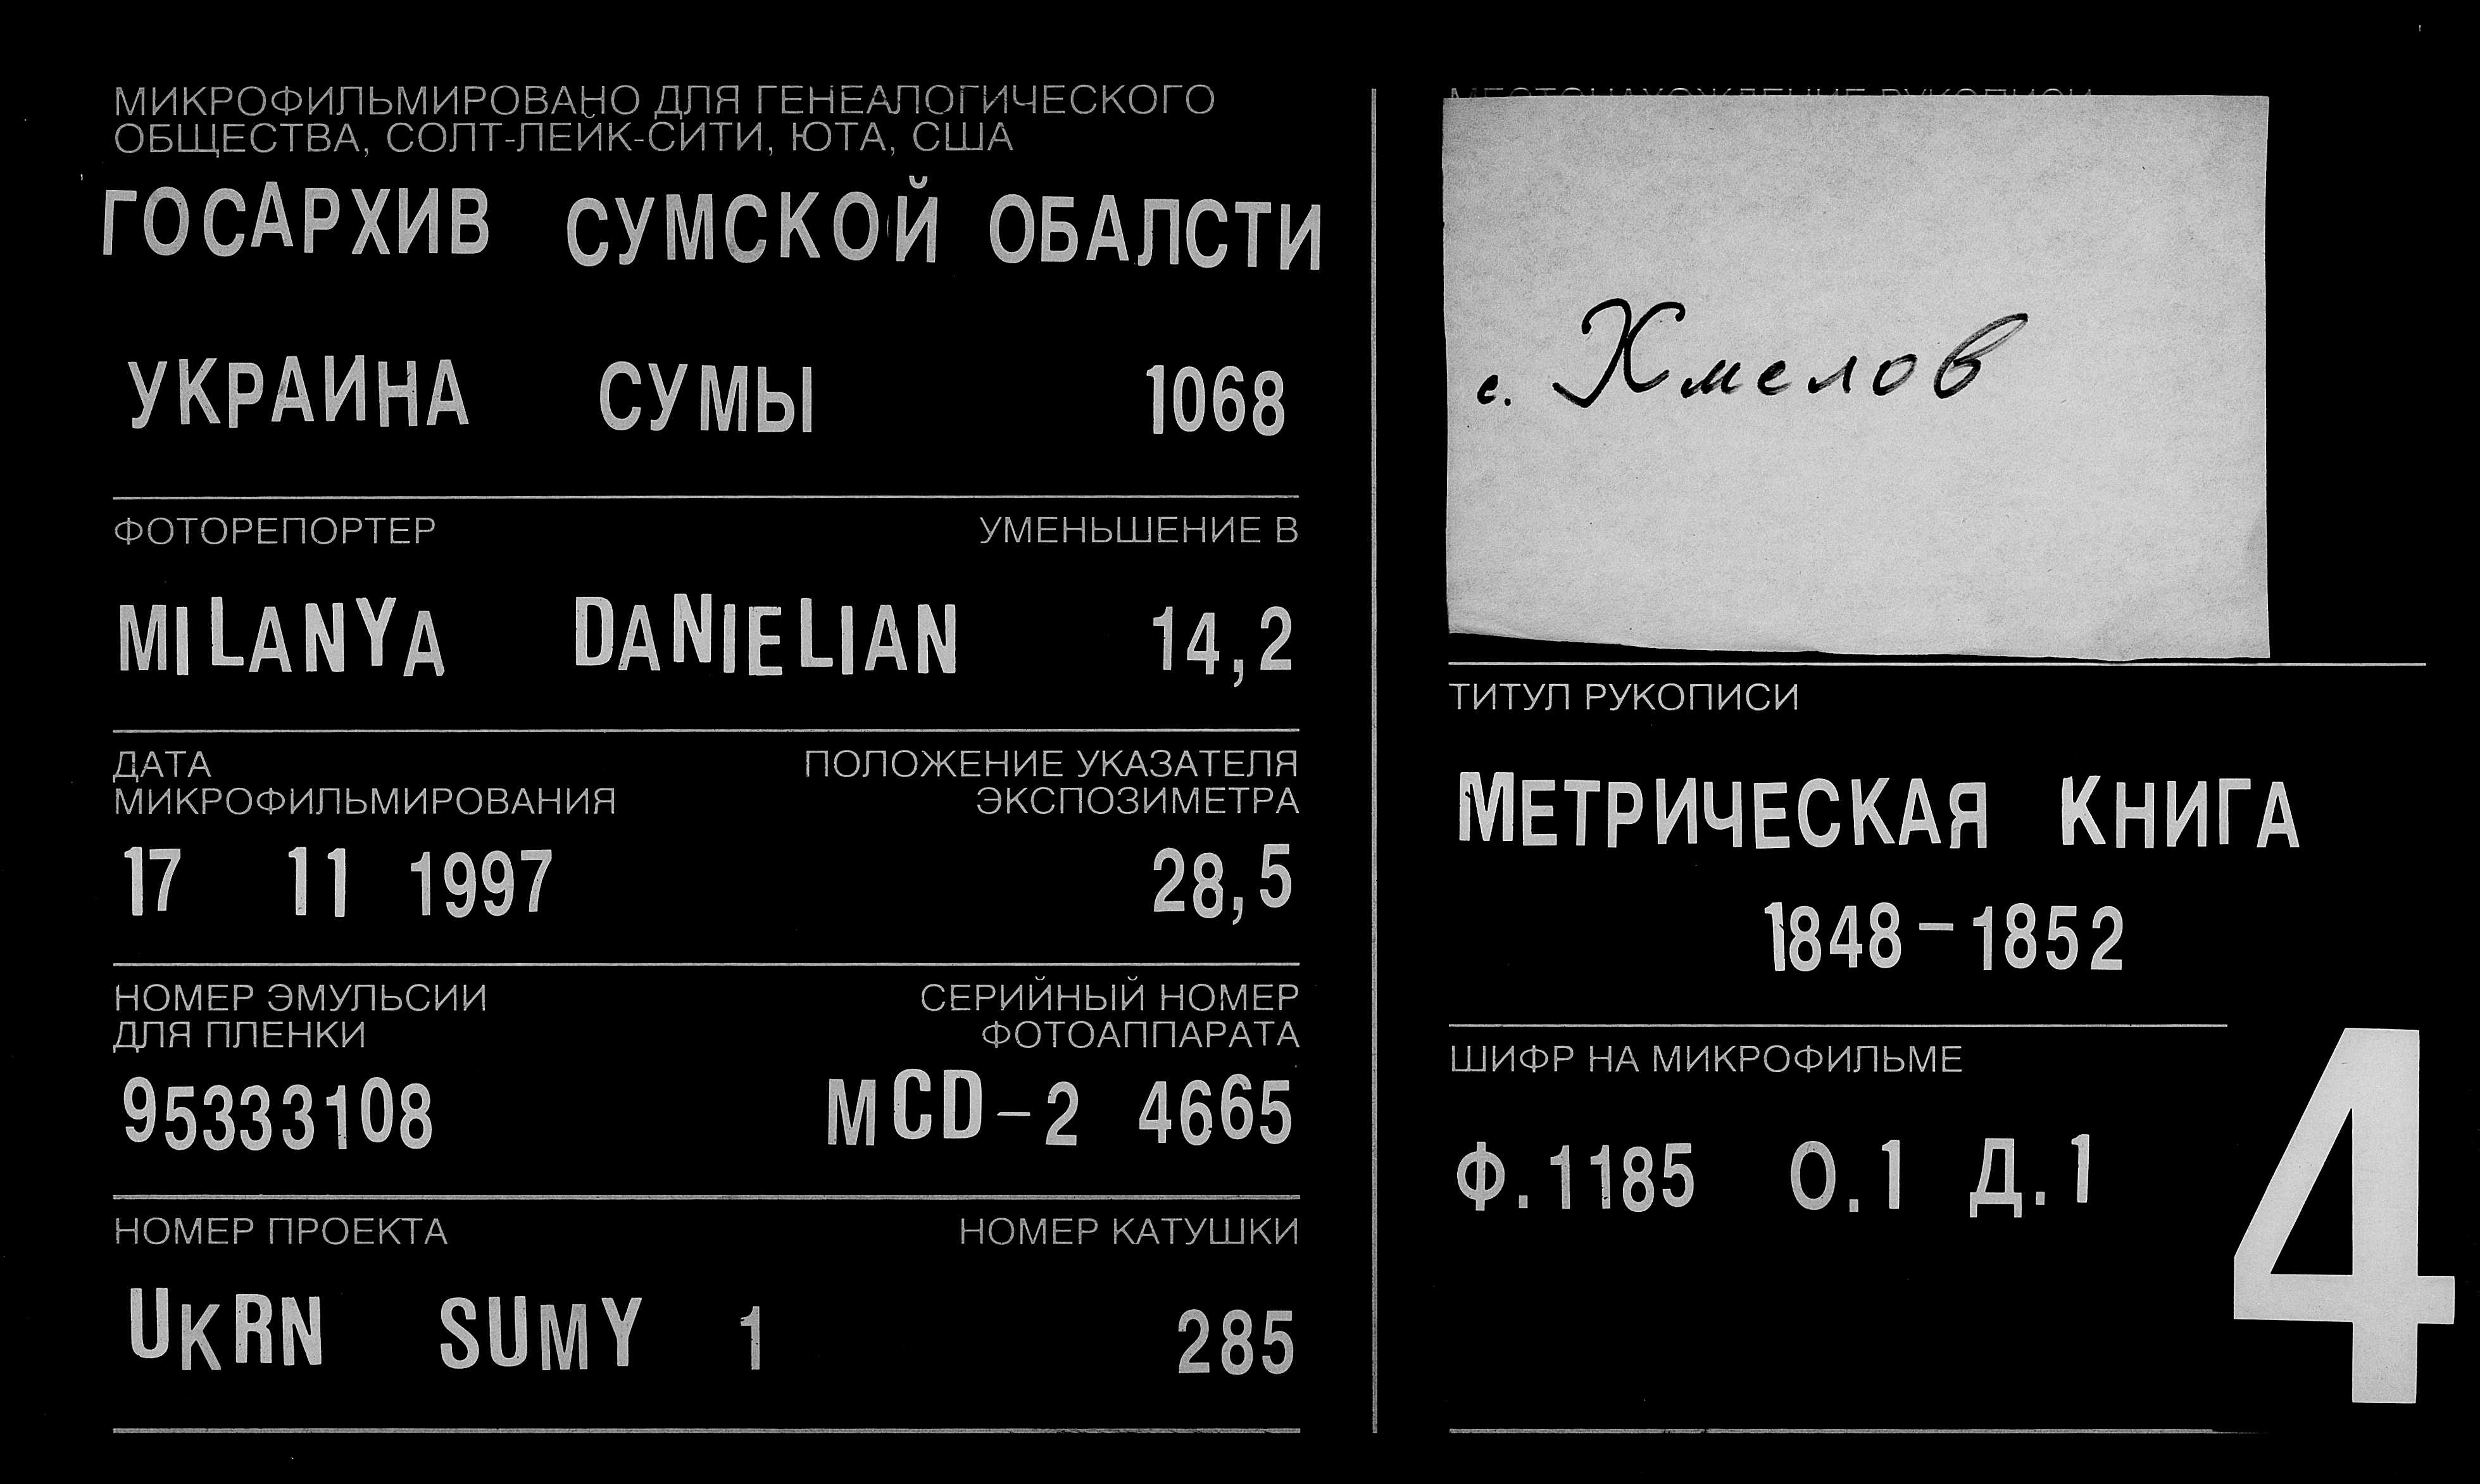 МИКРОФИЛЬМИРОВАНО ДЛЯ ГЕНЕАЛОГИЧЕСКОГО
ОБЩЕСТВА, СОЛТ-ЛЕЙК-СИТИ, ЮТА, США
ГОСАРХИВ СУМСКОЙ ОБАЛСТИ
УКРАИНА СУМЫ 1068
ФОТОРЕПОРТЕР УМЕНЬШЕНИЕ В
MILANYA DANIELIAN 14,2
ДАТА ПОЛОЖЕНИЕ УКАЗАТЕЛЯ
МИКРОФИЛЬМИРОВАНИЯ ЭКСПОЗИМЕТРА
17 11 1997 28,5
НОМЕР ЭМУЛЬСИИ СЕРИЙНЫЙ НОМЕР
ДЛЯ ПЛЕНКИ ФОТОАППАРАТА
95333108 MCD-2 4665
НОМЕР ПРОЕКТА НОМЕР КАТУШКИ
UKRN SUMY 1 285
МЕСТОНАХОЖДЕНИЕ РУКОПИСИ
с. Хмелов
ТИТУЛ РУКОПИСИ
МЕТРИЧЕСКАЯ КНИГА
1848-1852
ШИФР НА МИКРОФИЛЬМЕ
Ф.1185 О.1 Д.1
4